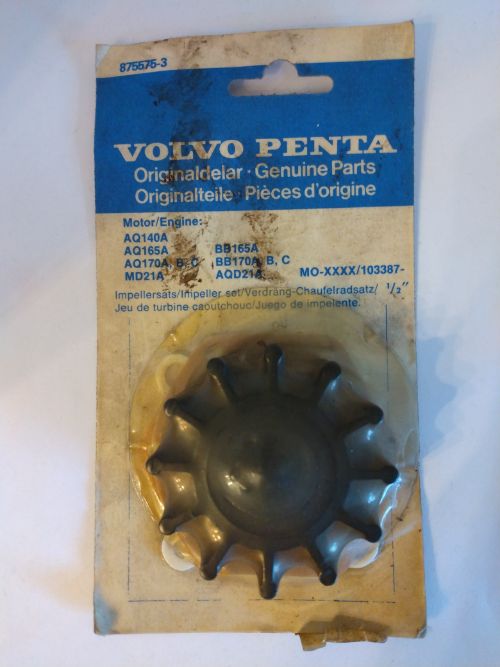 875575-3
VOLVO PENTA
Originaldelar · Genuine Parts
Originalteile · Pièces d'origine
Motor/Engine:
AQ140A
AQ165A BB165A
AQ170A, B, C BB170A, B, C
MD21A AQD21A MO-XXXX/103387-
Impellersats/Impeller set/Verdräng-Chaufelradsatz/ 1/2"
Jeu de turbine caoutchouc/Juego de impelente.